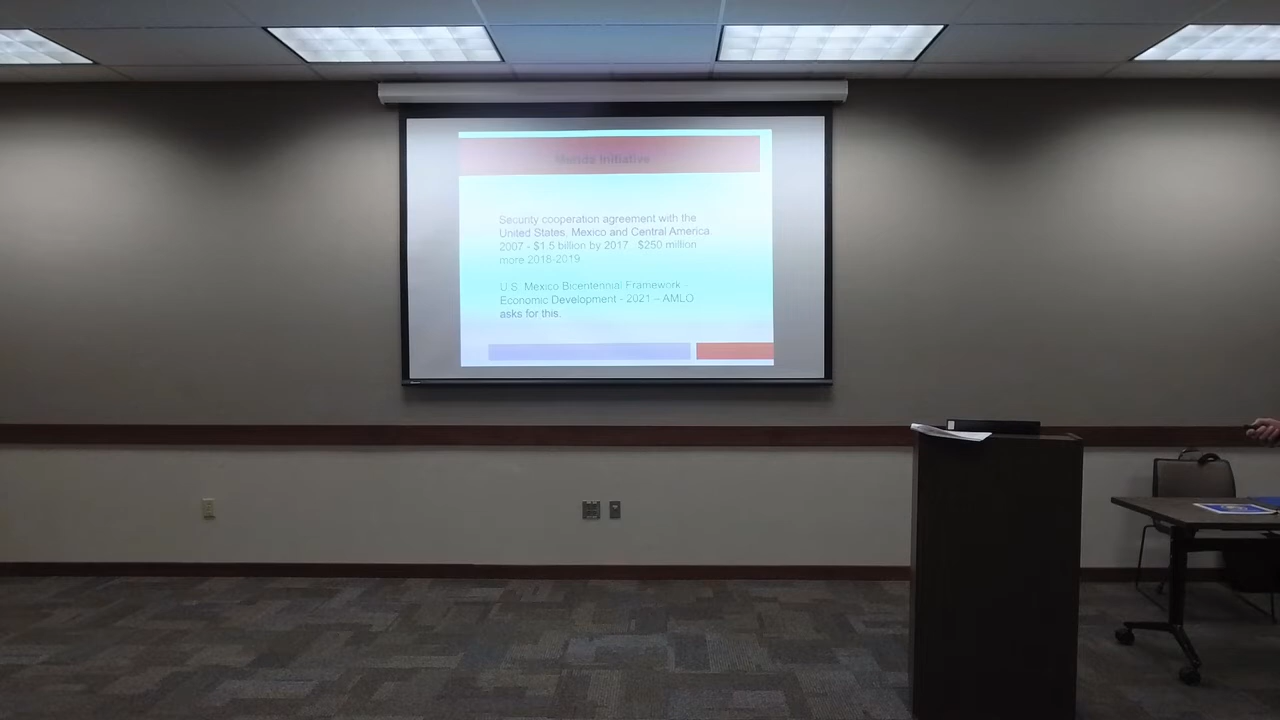 Merida Initiative
Security cooperation agreement with the
United States, Mexico and Central America.
2007 - $1.5 billion by 2017 $250 million
more 2018-2019
U.S. Mexico Bicentennial Framework -
Economic Development - 2021 – AMLO
asks for this.